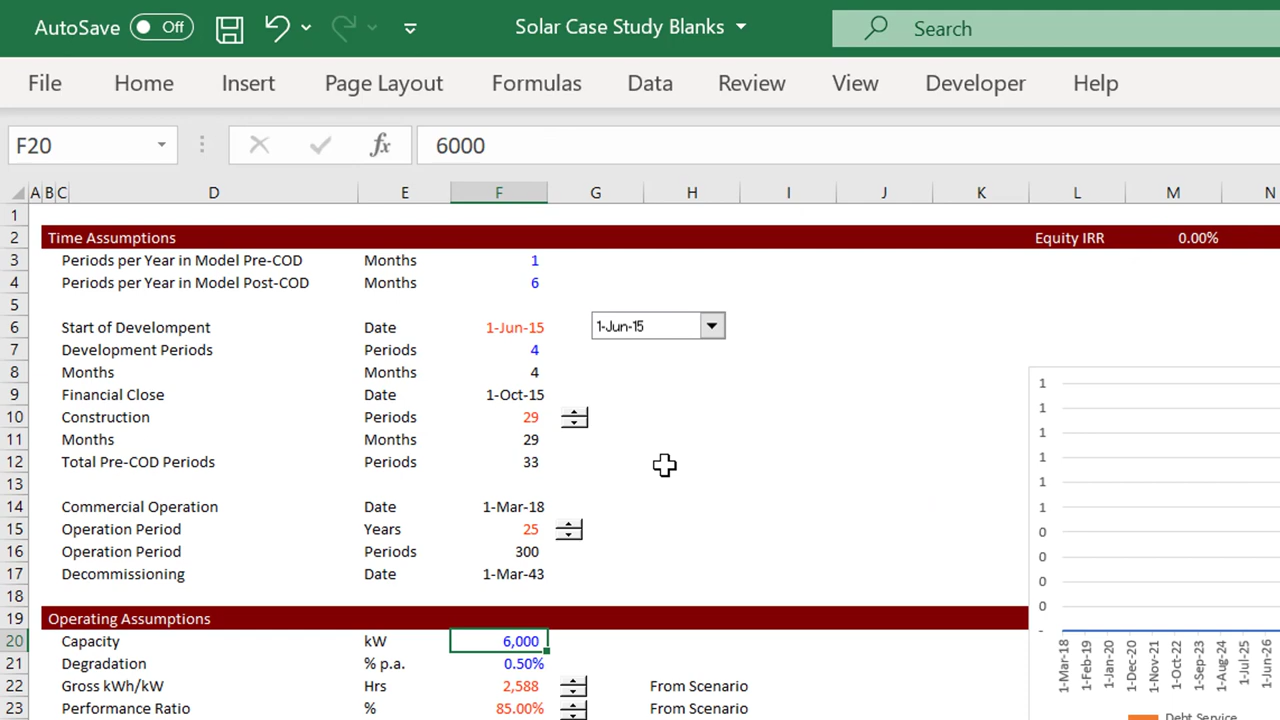 AutoSave Off Solar Case Study Blanks Search
File Home Insert Page Layout Formulas Data Review View Developer Help
F20 fx 6000
A B C D E F G H I J K L M N
1
2 Time Assumptions Equity IRR 0.00%
3 Periods per Year in Model Pre-COD Months 1
4 Periods per Year in Model Post-COD Months 6
5
6 Start of Develompent Date 1-Jun-15 1-Jun-15
7 Development Periods Periods 4
8 Months Months 4
9 Financial Close Date 1-Oct-15
10 Construction Periods 29
11 Months Months 29
12 Total Pre-COD Periods Periods 33
13
14 Commercial Operation Date 1-Mar-18
15 Operation Period Years 25
16 Operation Period Periods 300
17 Decommissioning Date 1-Mar-43
18
19 Operating Assumptions
20 Capacity kW 6,000
21 Degradation % p.a. 0.50%
22 Gross kWh/kW Hrs 2,588 From Scenario
23 Performance Ratio % 85.00% From Scenario
1
1
1
1
1
1
0
0
0
0
-
1-Mar-18 1-Feb-19 1-Jan-20 1-Dec-20 1-Nov-21 1-Oct-22 1-Sep-23 1-Aug-24 1-Jul-25 1-Jun-26
Debt Service